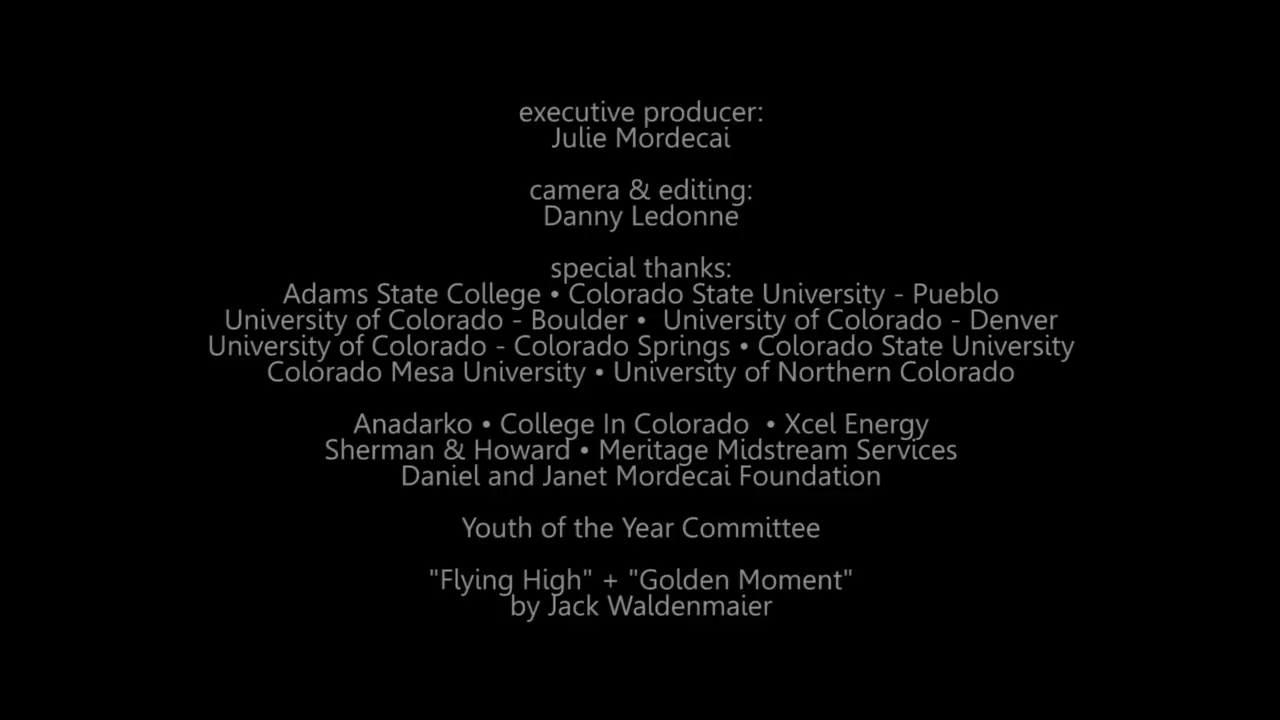 executive producer:
Julie Mordecai
camera & editing:
Danny Ledonne
special thanks:
Adams State College • Colorado State University - Pueblo
University of Colorado - Boulder •  University of Colorado - Denver
University of Colorado - Colorado Springs • Colorado State University
Colorado Mesa University • University of Northern Colorado
Anadarko • College In Colorado  • Xcel Energy
Sherman & Howard • Meritage Midstream Services
Daniel and Janet Mordecai Foundation
Youth of the Year Committee
"Flying High" + "Golden Moment"
by Jack Waldenmaier